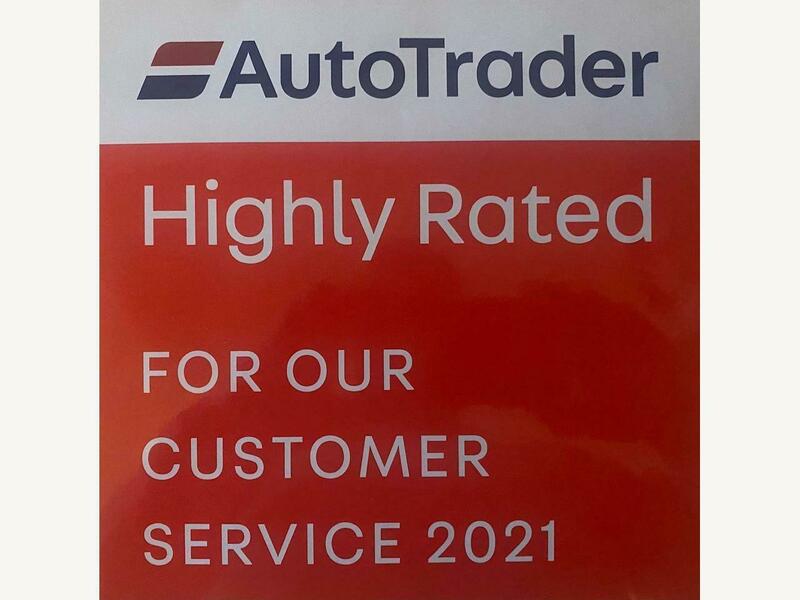 AutoTrader
Highly Rated
FOR OUR
CUSTOMER
SERVICE 2021